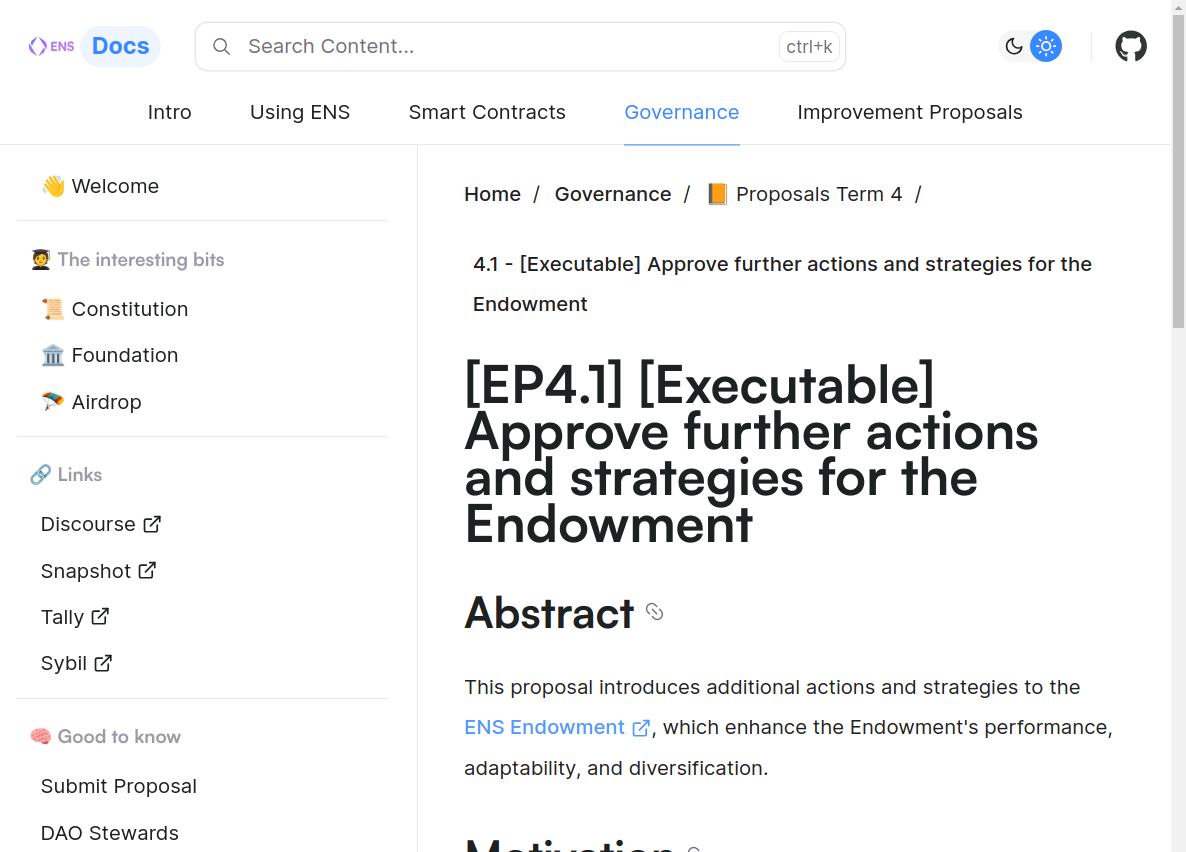 ENS Docs
Search Content...
ctrl+k
Intro
Using ENS
Smart Contracts
Governance
Improvement Proposals
👋 Welcome
🧑‍🎓 The interesting bits
📜 Constitution
🏛️ Foundation
🪂 Airdrop
🔗 Links
Discourse
Snapshot
Tally
Sybil
🧠 Good to know
Submit Proposal
DAO Stewards
Home / Governance / 📙 Proposals Term 4 /
4.1 - [Executable] Approve further actions and strategies for the
Endowment
[EP4.1] [Executable]
Approve further actions
and strategies for the
Endowment
Abstract
This proposal introduces additional actions and strategies to the
ENS Endowment, which enhance the Endowment's performance,
adaptability, and diversification.
Motivation